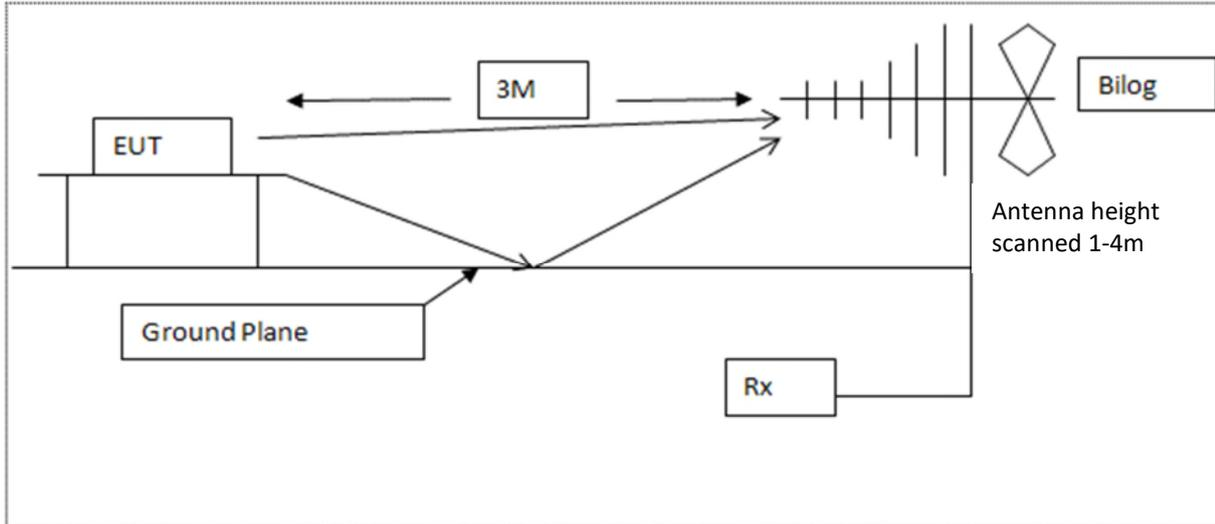 3M
Bilog
EUT
Antenna height
scanned 1-4m
Ground Plane
Rx